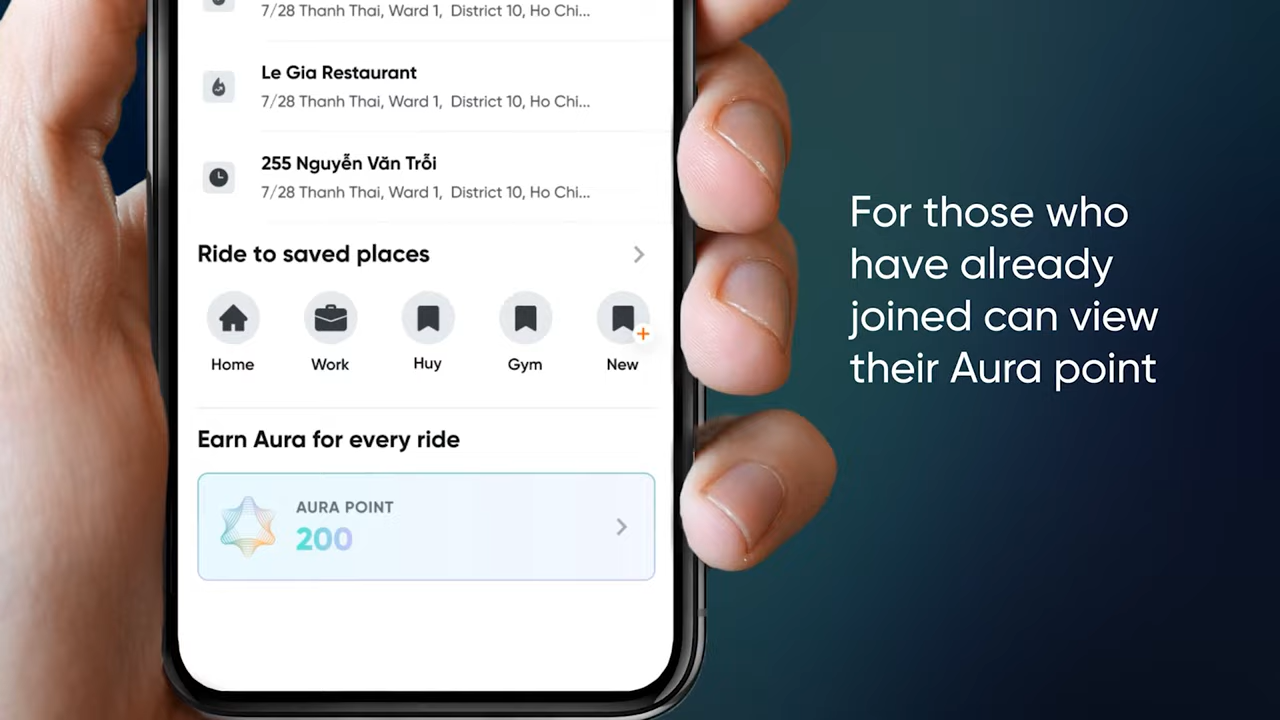 7/28 Thanh Thai, Ward 1, District 10, Ho Chi...
Le Gia Restaurant
7/28 Thanh Thai, Ward 1, District 10, Ho Chi...
255 Nguyễn Văn Trỗi
7/28 Thanh Thai, Ward 1, District 10, Ho Chi...
Ride to saved places
Home
Work
Huy
Gym
New
Earn Aura for every ride
AURA POINT
200
For those who
have already
joined can view
their Aura point